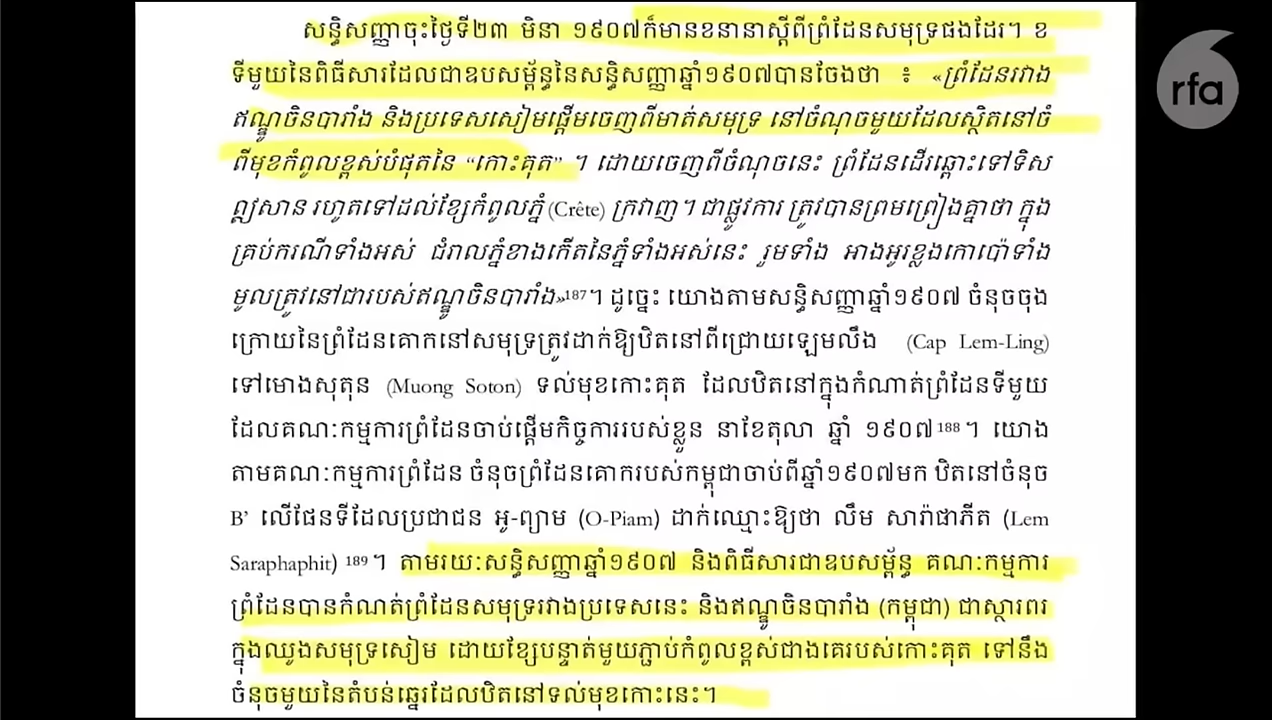 សន្ធិសញ្ញាចុះថ្ងៃទី២៣ មិនា ១៩០៧ក៏មានខនានាស្តីពីព្រំដែនសមុទ្រផងដែរ។ ខ
ទីមួយនៃពិធីសារដែលជាឧបសម្ព័ន្ធនៃសន្ធិសញ្ញាឆ្នាំ១៩០៧បានចែងថា ៖ «ព្រំដែនរវាង
ឥណ្ឌូចិនបារាំង និងប្រទេសសៀមផ្តើមចេញពីមាត់សមុទ្រ នៅចំណុចមួយដែលស្ថិតនៅចំ
ពីមុខកំពូលខ្ពស់បំផុតនៃ “កោះគុត” ។ ដោយចេញពីចំណុចនេះ ព្រំដែនដើរឆ្ពោះទៅទិស
ឦសាន រហូតទៅដល់ខ្សែកំពូលភ្នំ (Crête) ក្រវាញ។ ជាផ្លូវការ ត្រូវបានព្រមព្រៀងគ្នាថា ក្នុង
គ្រប់ករណីទាំងអស់ ជំរាលភ្នំខាងកើតនៃភ្នំទាំងអស់នេះ រួមទាំង អាងអូរខ្លងកោប៉ោទាំង
មូលត្រូវនៅជារបស់ឥណ្ឌូចិនបារាំង»187។ ដូច្នេះ យោងតាមសន្ធិសញ្ញាឆ្នាំ១៩០៧ ចំនុចចុង
ក្រោយនៃព្រំដែនគោកនៅសមុទ្រត្រូវដាក់ឱ្យឋិតនៅពីជ្រោយឡេមលឹង (Cap Lem-Ling)
ទៅមោងសុតុន (Muong Soton) ទល់មុខកោះគុត ដែលឋិតនៅក្នុងកំណាត់ព្រំដែនទីមួយ
ដែលគណៈកម្មការព្រំដែនចាប់ផ្តើមកិច្ចការរបស់ខ្លួន នាខែតុលា ឆ្នាំ ១៩០៧188 ។ យោង
តាមគណៈកម្មការព្រំដែន ចំនុចព្រំដែនគោករបស់កម្ពុជាចាប់ពីឆ្នាំ១៩០៧មក ឋិតនៅចំនុច
B’ លើផែនទីដែលប្រជាជន អូ-ព្យាម (O-Piam) ដាក់ឈ្មោះឱ្យថា លឹម សារ៉ាផាភីត (Lem
Saraphaphit) 189 ។ តាមរយៈសន្ធិសញ្ញាឆ្នាំ១៩០៧ និងពិធីសារជាឧបសម្ព័ន្ធ គណៈកម្មការ
ព្រំដែនបានកំណត់ព្រំដែនសមុទ្ររវាងប្រទេសនេះ និងឥណ្ឌូចិនបារាំង (កម្ពុជា) ជាស្ថាពរ
ក្នុងឈូងសមុទ្រសៀម ដោយខ្សែបន្ទាត់មួយភ្ជាប់កំពូលខ្ពស់ជាងគេរបស់កោះគុត ទៅនឹង
ចំនុចមួយនៃតំបន់ឆ្នេរដែលឋិតនៅទល់មុខកោះនេះ។
rfa